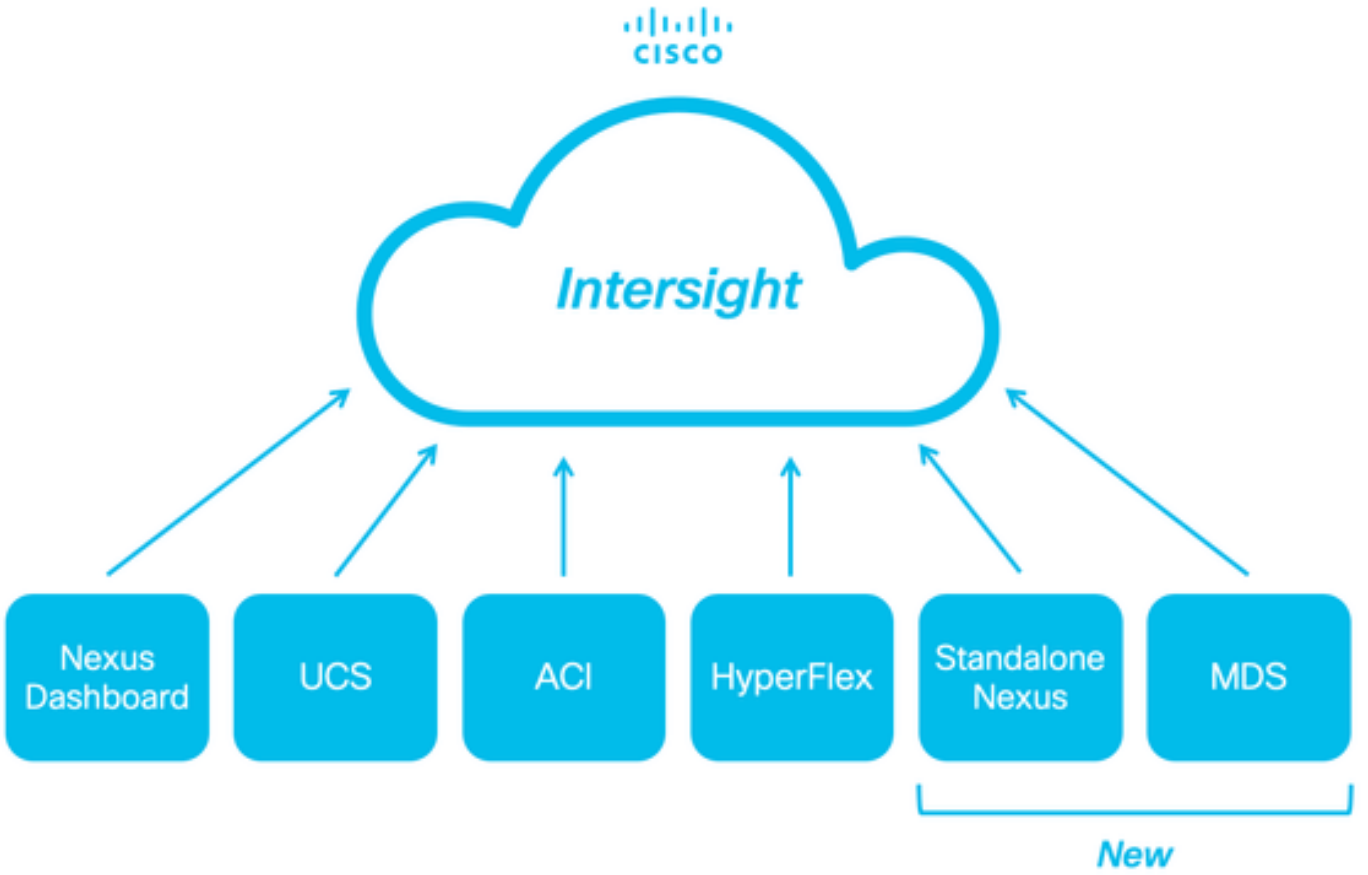 CISCO
Intersight
Nexus
Dashboard
UCS
ACI
HyperFlex
Standalone
Nexus
MDS
New